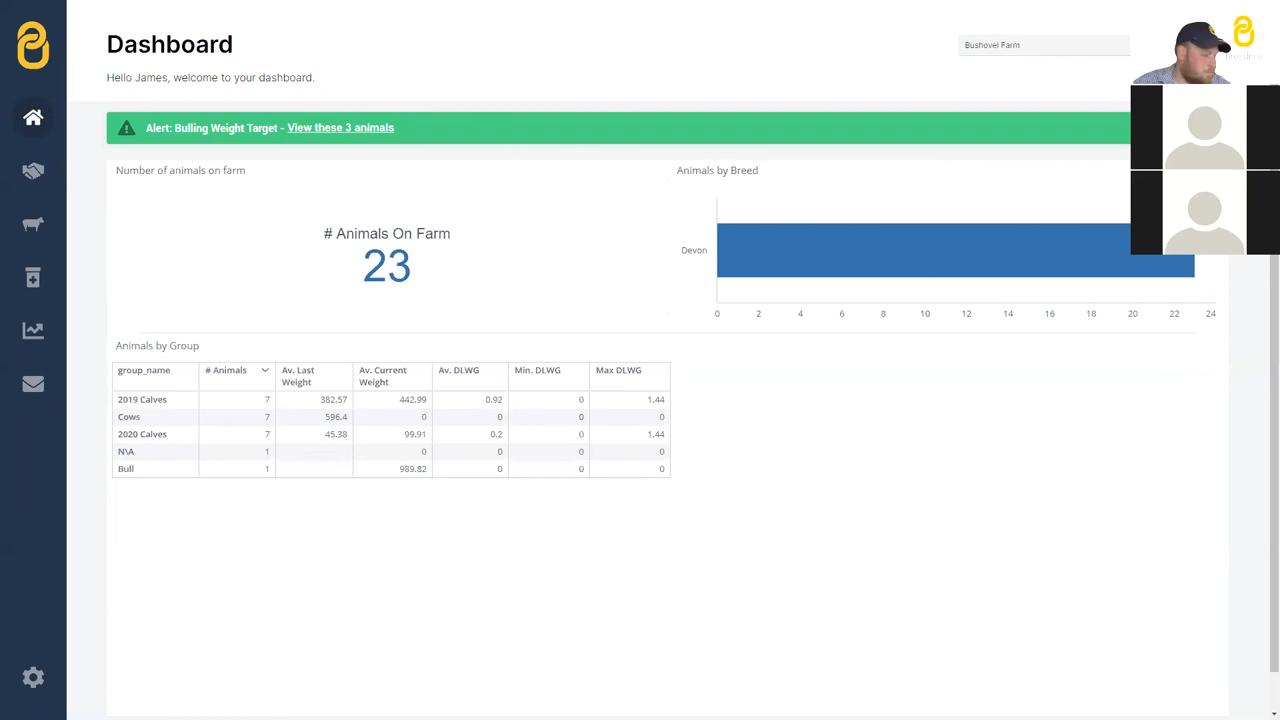 Dashboard
Bushovel Farm
Hello James, welcome to your dashboard.
breedr.co
Alert: Bulling Weight Target - View these 3 animals
Number of animals on farm
Animals by Breed
# Animals On Farm
23
Devon
0 2 4 6 8 10 12 14 16 18 20 22 24
Animals by Group
group_name # Animals Av. Last Weight Av. Current Weight Av. DLWG Min. DLWG Max DLWG
2019 Calves 7 382.57 442.99 0.92 0 1.44
Cows 7 596.4 0 0 0 0
2020 Calves 7 45.38 99.91 0.2 0 1.44
N\A 1 0 0 0 0
Bull 1 989.82 0 0 0